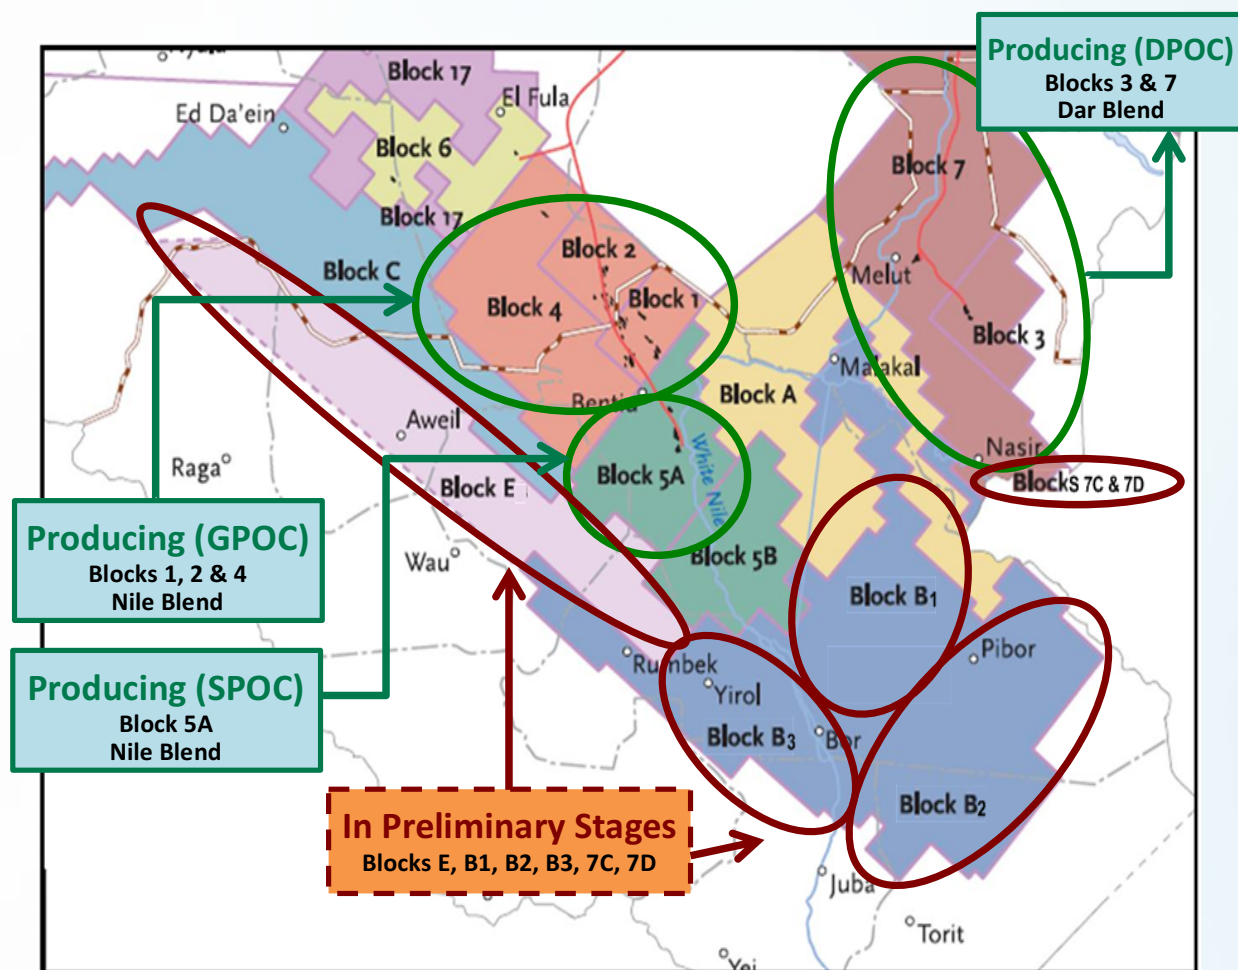 Producing (DPOC)
Blocks 3 & 7
Dar Blend
Block 17
El Fula
Ed Da'ein
Block 6
Block 7
Block 17
Block 2
Block C
Melut
Block 1
Block 4
Block 3
Malakal
Block A
Bentiu
Aweil
Nasir
Raga
White Nile
Block 5A
Block E
BlockS 7C & 7D
Producing (GPOC)
Blocks 1, 2 & 4
Nile Blend
Wau
Block 5B
Block B1
Pibor
Rumbek
Producing (SPOC)
Block 5A
Nile Blend
Yirol
Block B3
Bor
Block B2
In Preliminary Stages
Blocks E, B1, B2, B3, 7C, 7D
Juba
Torit
Yei